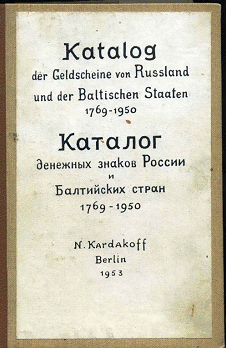 Katalog
der Geldscheine von Russland
und der Baltischen Staaten
1769-1950
Каталог
денежных знаков России
и
Балтийских стран
1769-1950
N. Kardakoff
Berlin
1953